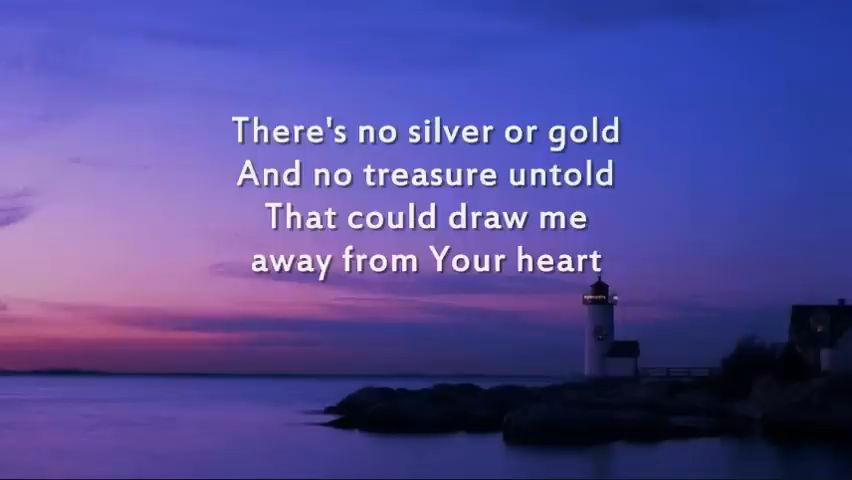 There's no silver or gold
And no treasure untold
That could draw me
away from Your heart